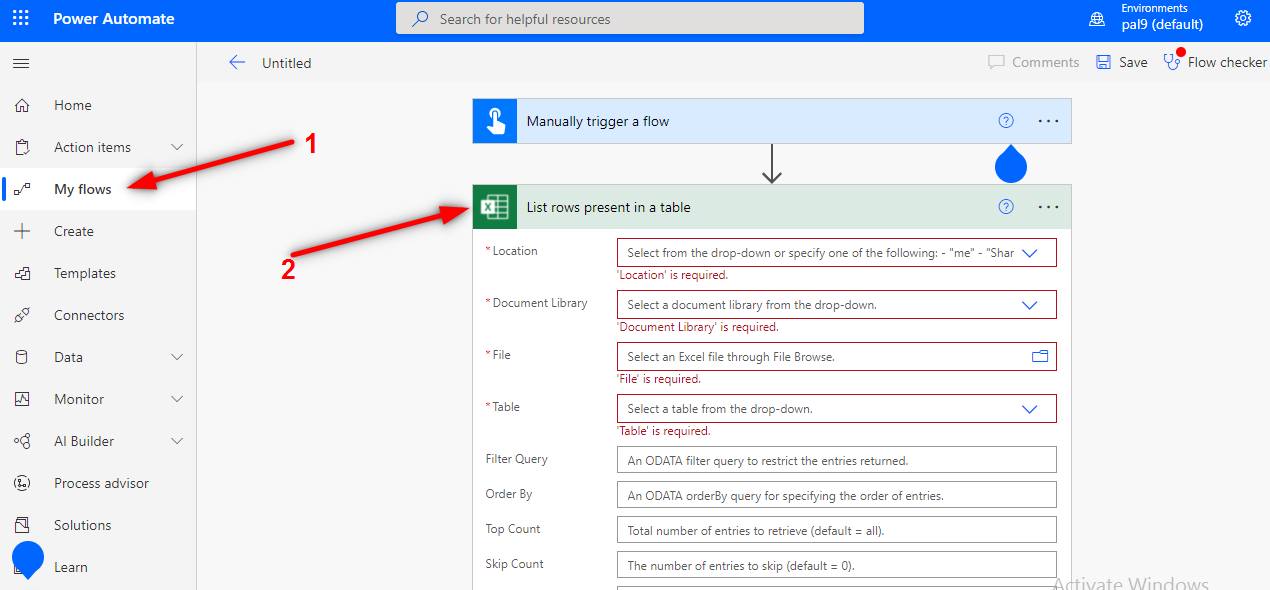 Power Automate
Search for helpful resources
Environments
pal9 (default)
Untitled
Comments
Save
Flow checker
Home
Action items
My flows
Create
Templates
Connectors
Data
Monitor
AI Builder
Process advisor
Solutions
Learn
1
2
Manually trigger a flow
List rows present in a table
* Location
Select from the drop-down or specify one of the following: - "me" - "Shar
'Location' is required.
* Document Library
Select a document library from the drop-down.
'Document Library' is required.
* File
Select an Excel file through File Browse.
'File' is required.
* Table
Select a table from the drop-down.
'Table' is required.
Filter Query
An ODATA filter query to restrict the entries returned.
Order By
An ODATA orderBy query for specifying the order of entries.
Top Count
Total number of entries to retrieve (default = all).
Skip Count
The number of entries to skip (default = 0).
Activate Windows